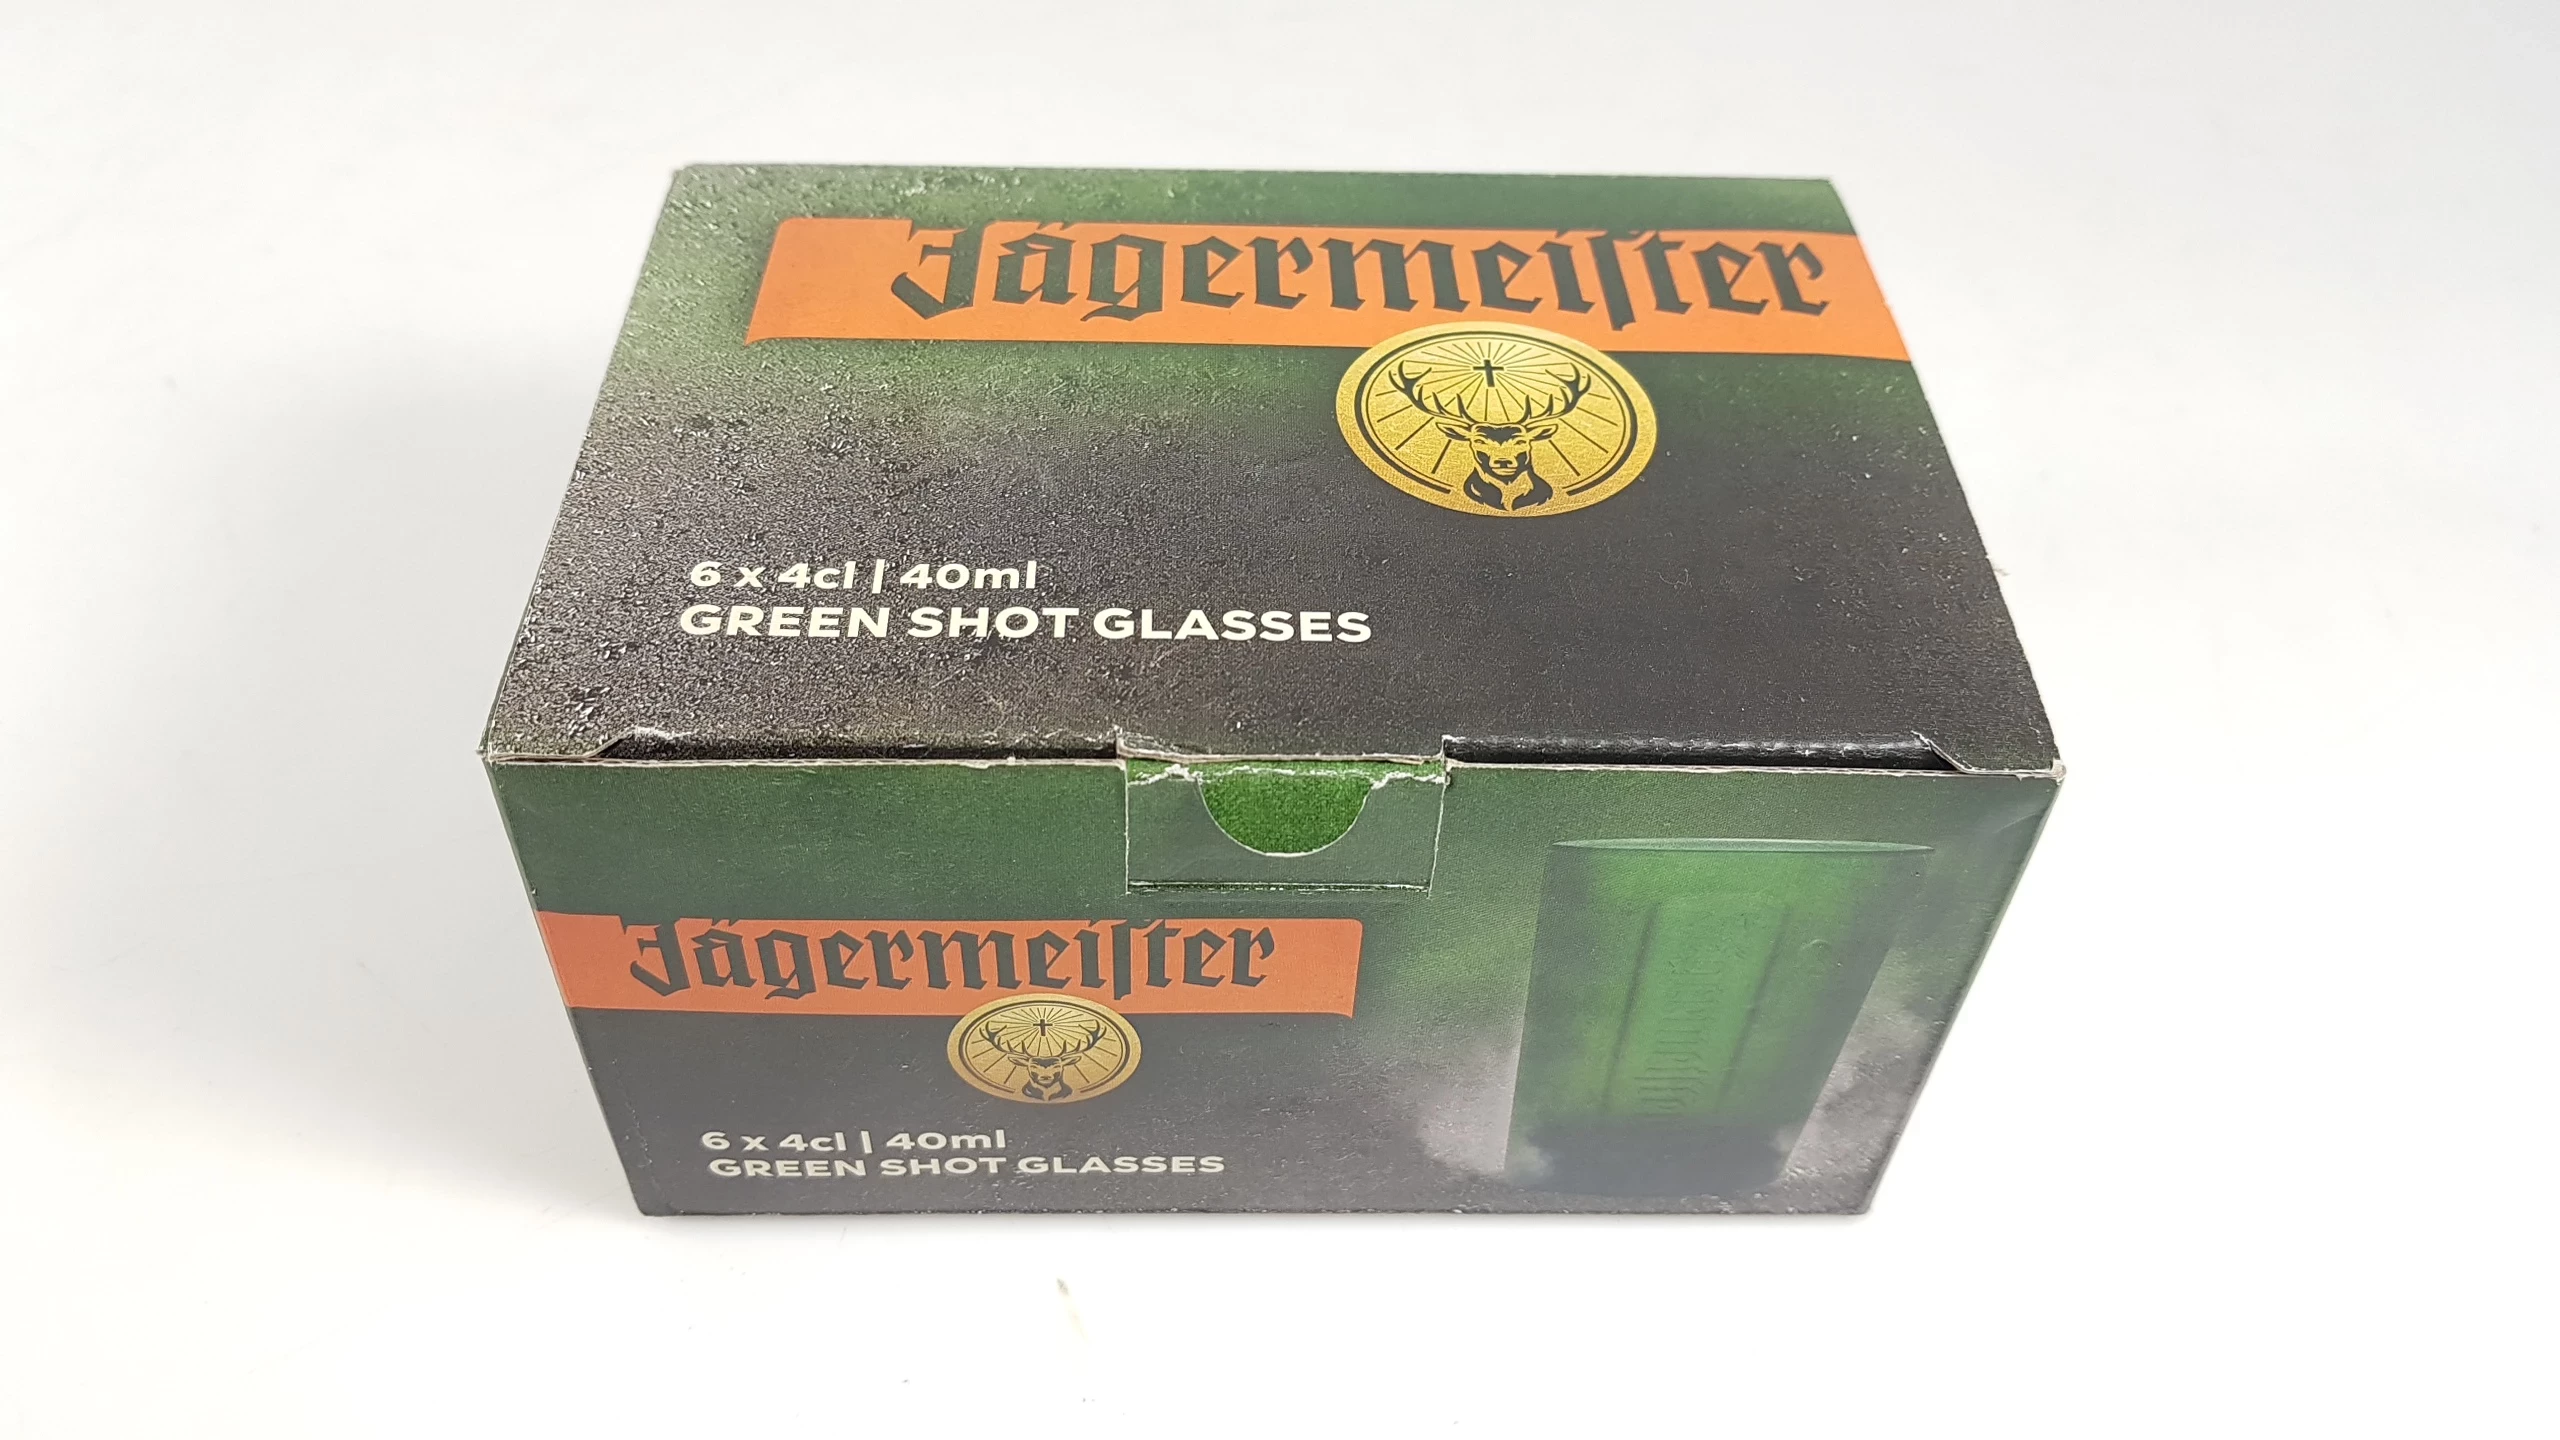 Jägermeiſter
6 x 4cl | 40ml
GREEN SHOT GLASSES
Jägermeiſter
6 x 4cl | 40ml
GREEN SHOT GLASSES